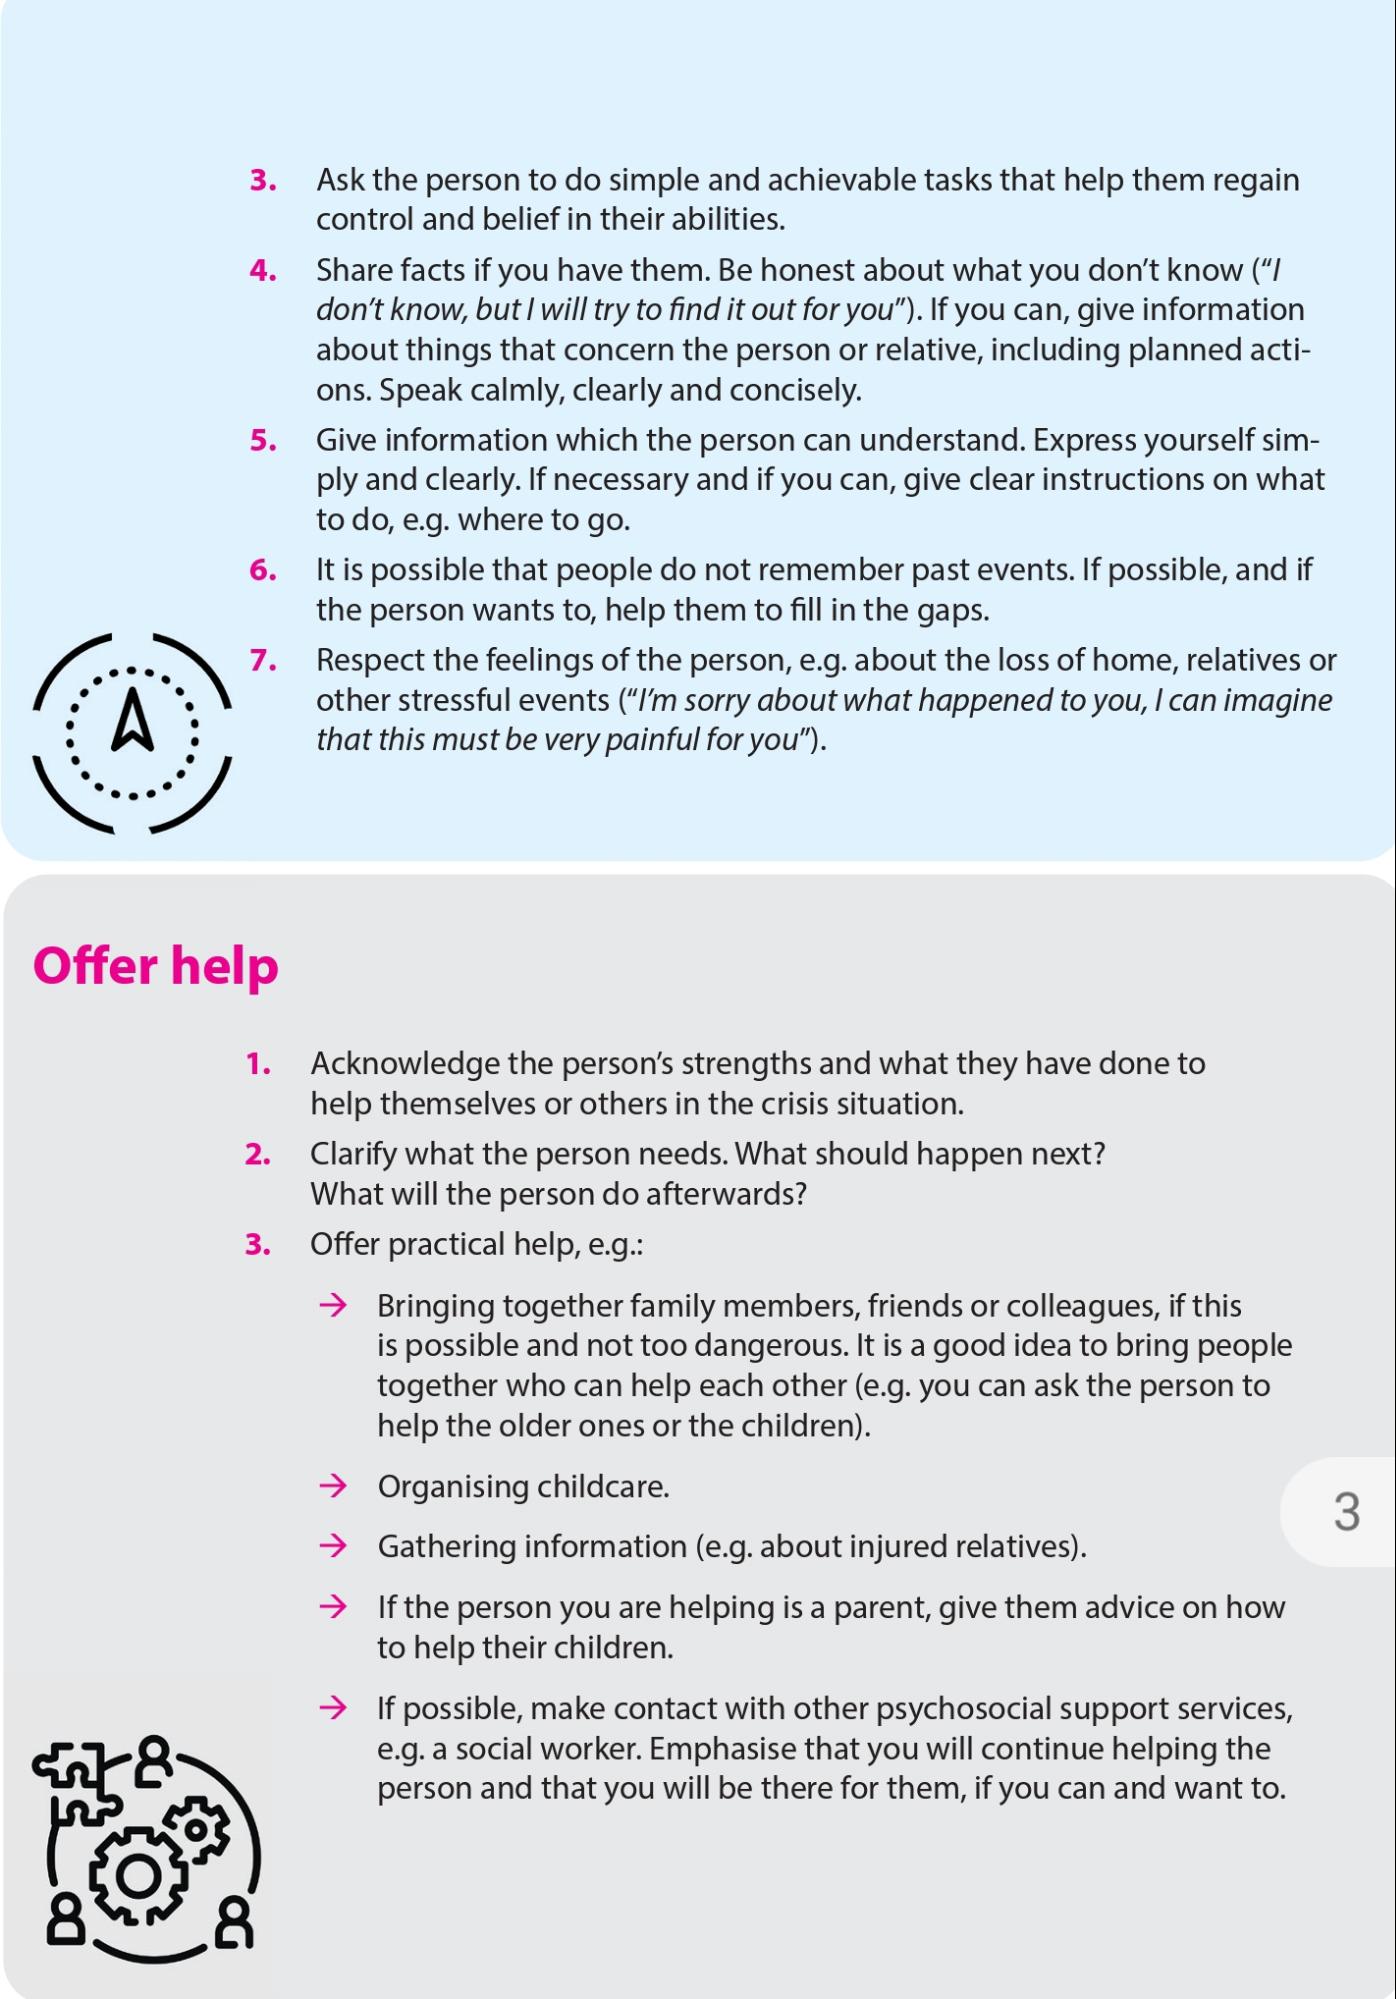 3. Ask the person to do simple and achievable tasks that help them regain
control and belief in their abilities.
4. Share facts if you have them. Be honest about what you don’t know (“I
don’t know, but I will try to find it out for you”). If you can, give information
about things that concern the person or relative, including planned acti-
ons. Speak calmly, clearly and concisely.
5. Give information which the person can understand. Express yourself sim-
ply and clearly. If necessary and if you can, give clear instructions on what
to do, e.g. where to go.
6. It is possible that people do not remember past events. If possible, and if
the person wants to, help them to fill in the gaps.
7. Respect the feelings of the person, e.g. about the loss of home, relatives or
other stressful events (“I’m sorry about what happened to you, I can imagine
that this must be very painful for you”).
Offer help
1. Acknowledge the person’s strengths and what they have done to
help themselves or others in the crisis situation.
2. Clarify what the person needs. What should happen next?
What will the person do afterwards?
3. Offer practical help, e.g.:
→ Bringing together family members, friends or colleagues, if this
is possible and not too dangerous. It is a good idea to bring people
together who can help each other (e.g. you can ask the person to
help the older ones or the children).
→ Organising childcare.
3
→ Gathering information (e.g. about injured relatives).
→ If the person you are helping is a parent, give them advice on how
to help their children.
→ If possible, make contact with other psychosocial support services,
e.g. a social worker. Emphasise that you will continue helping the
person and that you will be there for them, if you can and want to.